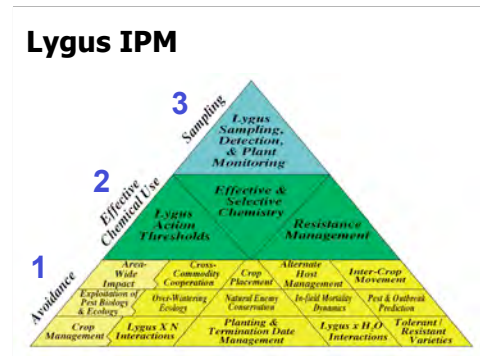 Lygus IPM
3
Sampling
Lygus
Sampling,
Detection,
& Plant
Monitoring
2
Effective
Chemical Use
Effective &
Selective
Chemistry
Lygus
Action
Thresholds
Resistance
Management
1
Avoidance
Area-
Wide
Impact
Cross-
Commodity
Cooperation
Crop
Placement
Alternate
Host
Management
Inter-Crop
Movement
Exploitation of
Pest Biology
& Ecology
Over-Wintering
Ecology
Natural Enemy
Conservation
In-field Mortality
Dynamics
Pest & Outbreak
Prediction
Crop
Management
Lygus X N
Interactions
Planting &
Termination Date
Management
Lygus x H2O
Interactions
Tolerant /
Resistant
Varieties